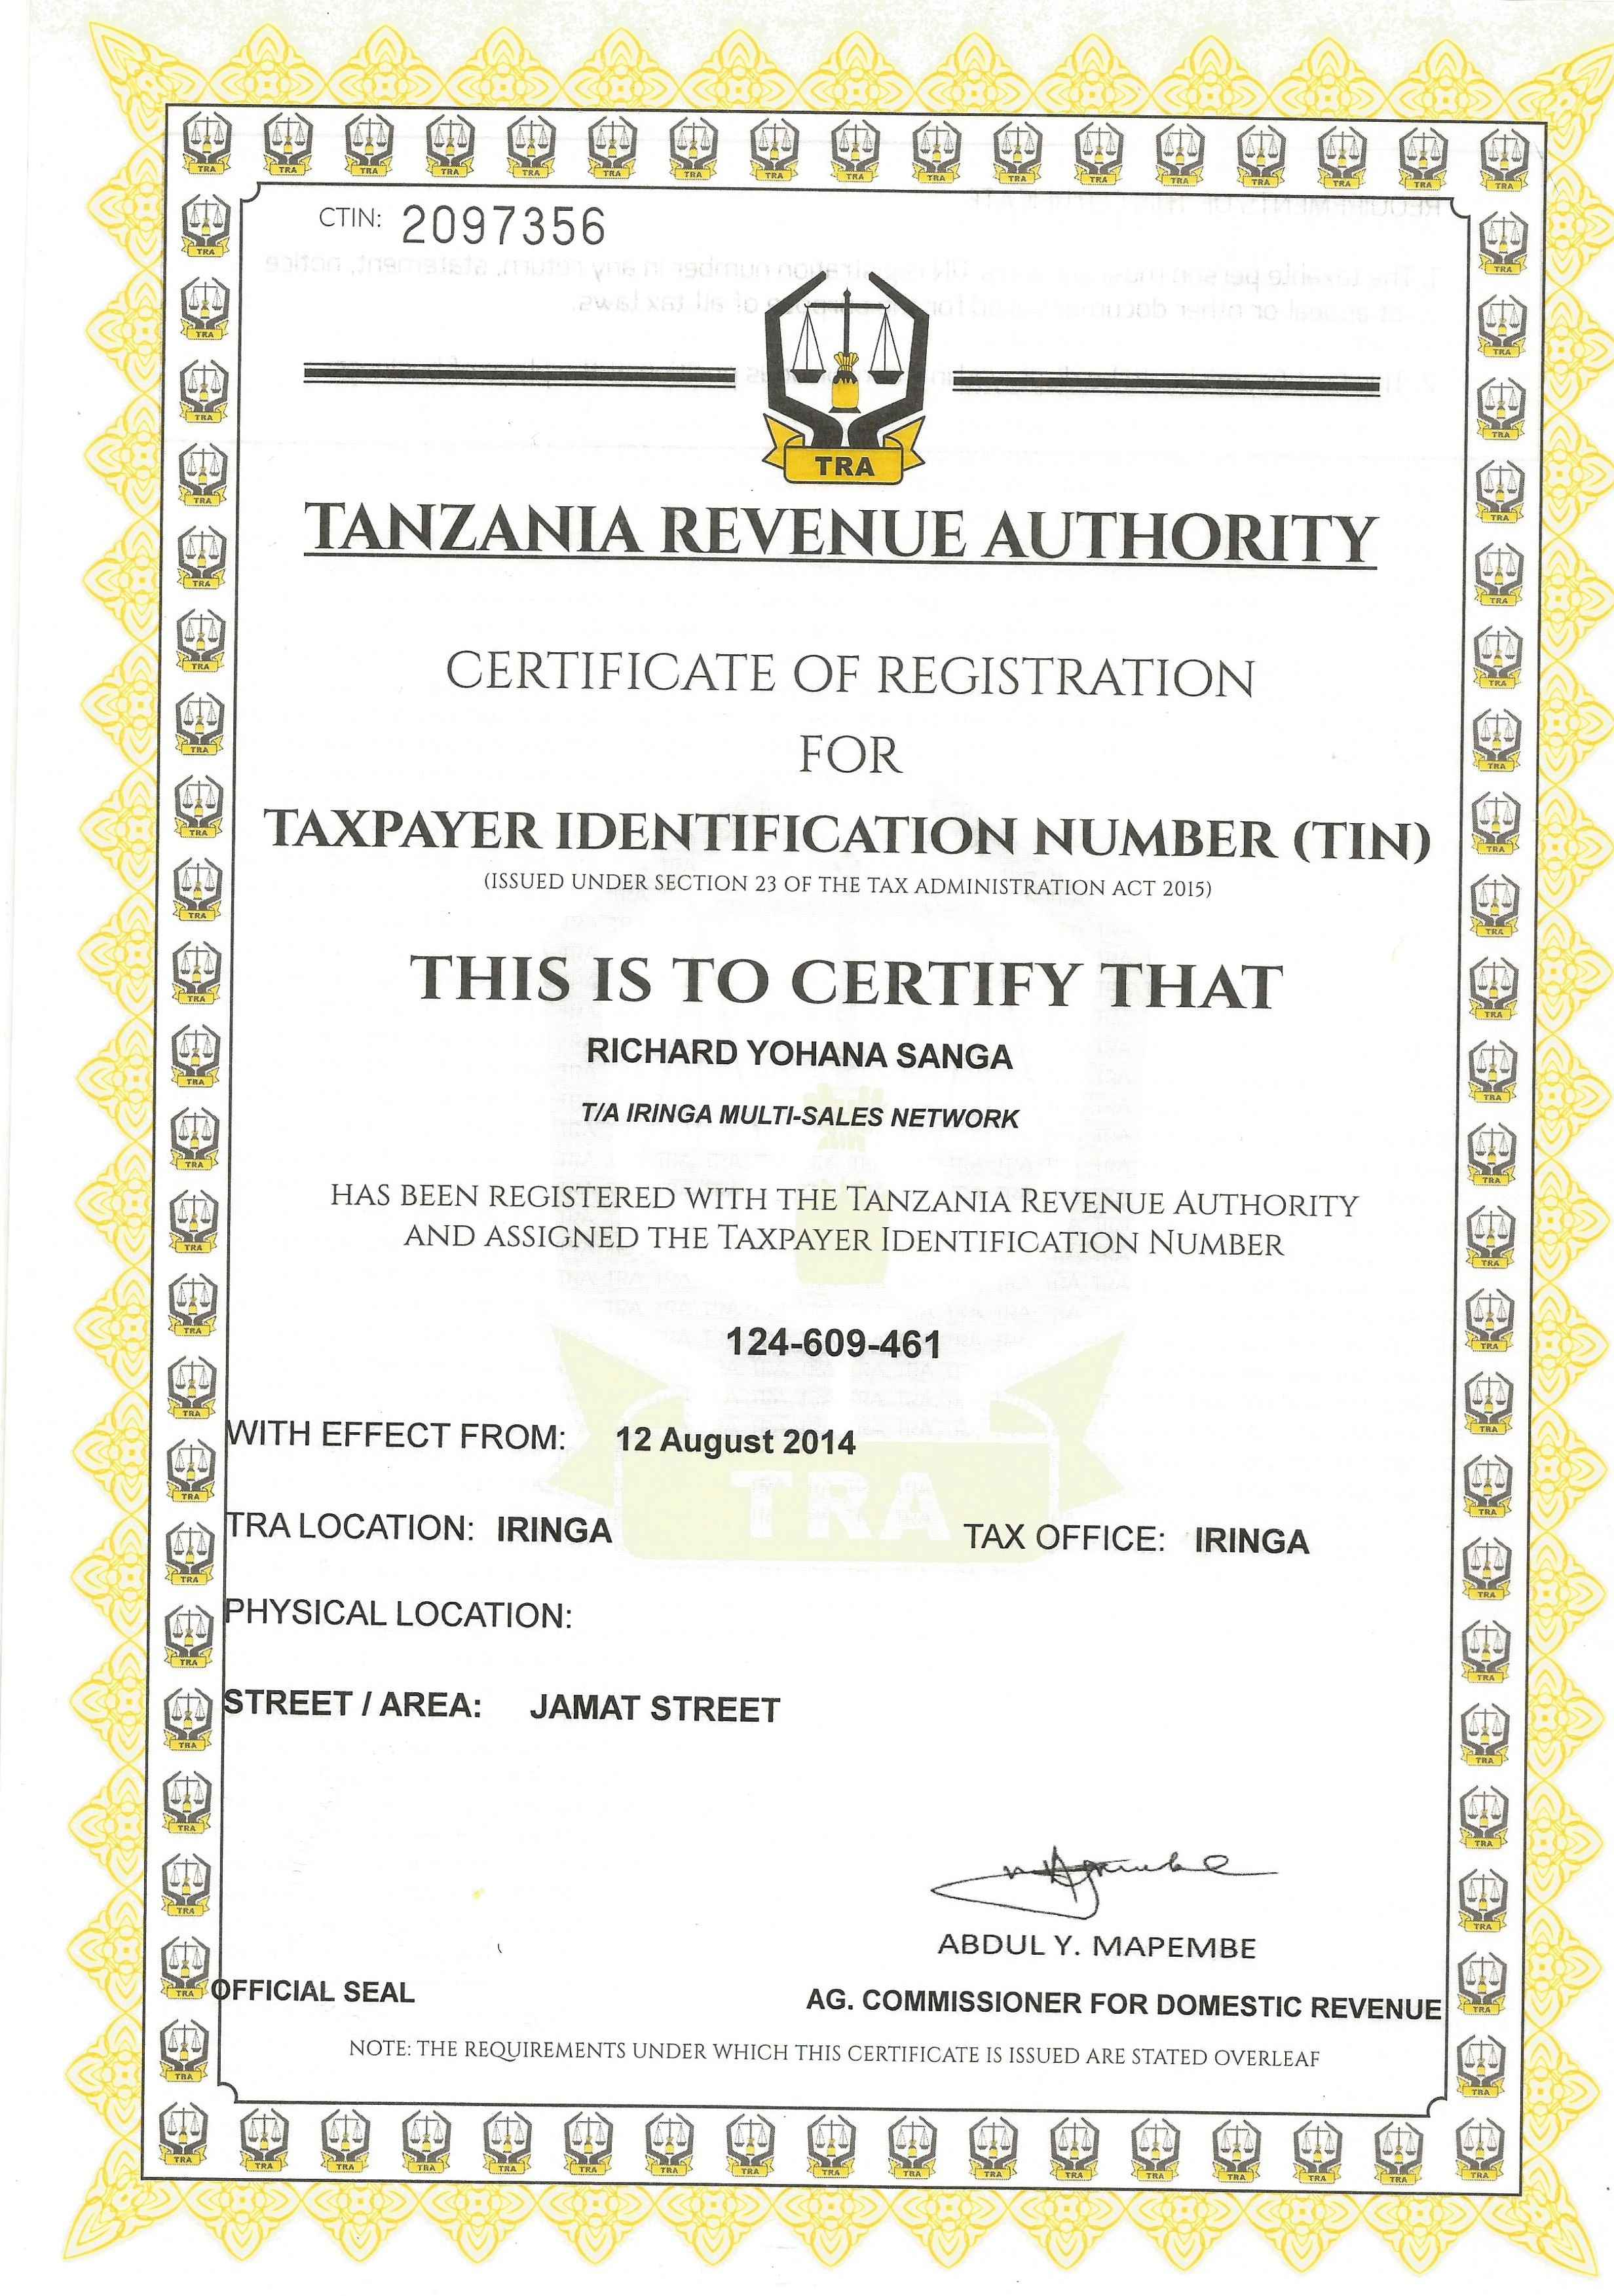 CTIN: 2097356
TRA
TANZANIA REVENUE AUTHORITY
CERTIFICATE OF REGISTRATION
FOR
TAXPAYER IDENTIFICATION NUMBER (TIN)
(ISSUED UNDER SECTION 23 OF THE TAX ADMINISTRATION ACT 2015)
THIS IS TO CERTIFY THAT
RICHARD YOHANA SANGA
T/A IRINGA MULTI-SALES NETWORK
HAS BEEN REGISTERED WITH THE TANZANIA REVENUE AUTHORITY
AND ASSIGNED THE TAXPAYER IDENTIFICATION NUMBER
124-609-461
WITH EFFECT FROM: 12 August 2014
TRA
TRA LOCATION: IRINGA TAX OFFICE: IRINGA
PHYSICAL LOCATION:
STREET / AREA: JAMAT STREET
ABDUL Y. MAPEMBE
OFFICIAL SEAL AG. COMMISSIONER FOR DOMESTIC REVENUE
NOTE: THE REQUIREMENTS UNDER WHICH THIS CERTIFICATE IS ISSUED ARE STATED OVERLEAF